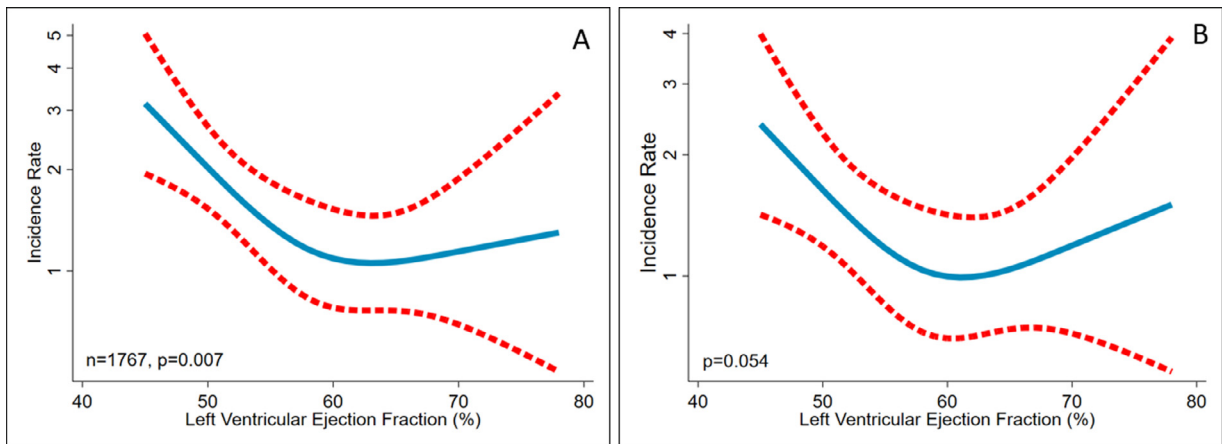 A
Incidence Rate
5
4
3
2
1
n=1767, p=0.007
40 50 60 70 80
Left Ventricular Ejection Fraction (%)
B
Incidence Rate
4
3
2
1
p=0.054
40 50 60 70 80
Left Ventricular Ejection Fraction (%)